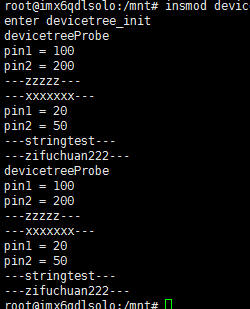 root@imx6qdlsolo:/mnt# insmod devic
enter devicetree_init
devicetreeProbe
pin1 = 100
pin2 = 200
---zzzzz---
---xxxxxxx---
pin1 = 20
pin2 = 50
---stringtest---
---zifuchuan222---
devicetreeProbe
pin1 = 100
pin2 = 200
---zzzzz---
---xxxxxxx---
pin1 = 20
pin2 = 50
---stringtest---
---zifuchuan222---
root@imx6qdlsolo:/mnt#